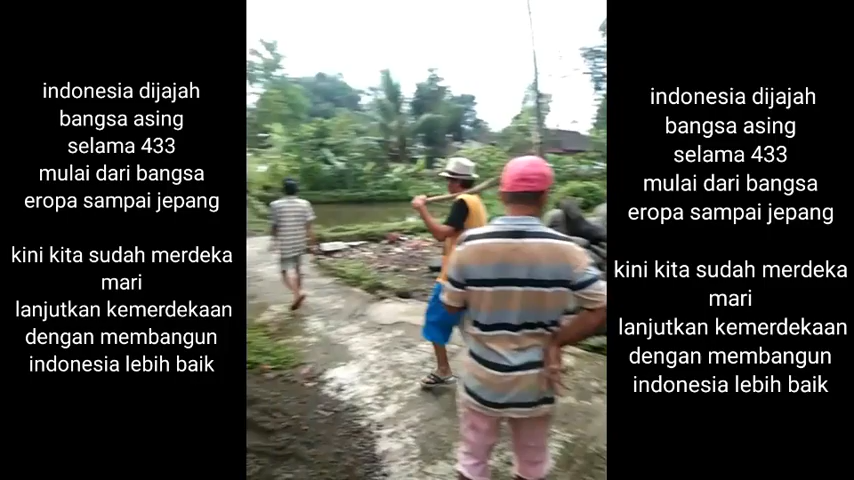 indonesia dijajah
bangsa asing
selama 433
mulai dari bangsa
eropa sampai jepang
kini kita sudah merdeka
mari
lanjutkan kemerdekaan
dengan membangun
indonesia lebih baik
indonesia dijajah
bangsa asing
selama 433
mulai dari bangsa
eropa sampai jepang
kini kita sudah merdeka
mari
lanjutkan kemerdekaan
dengan membangun
indonesia lebih baik